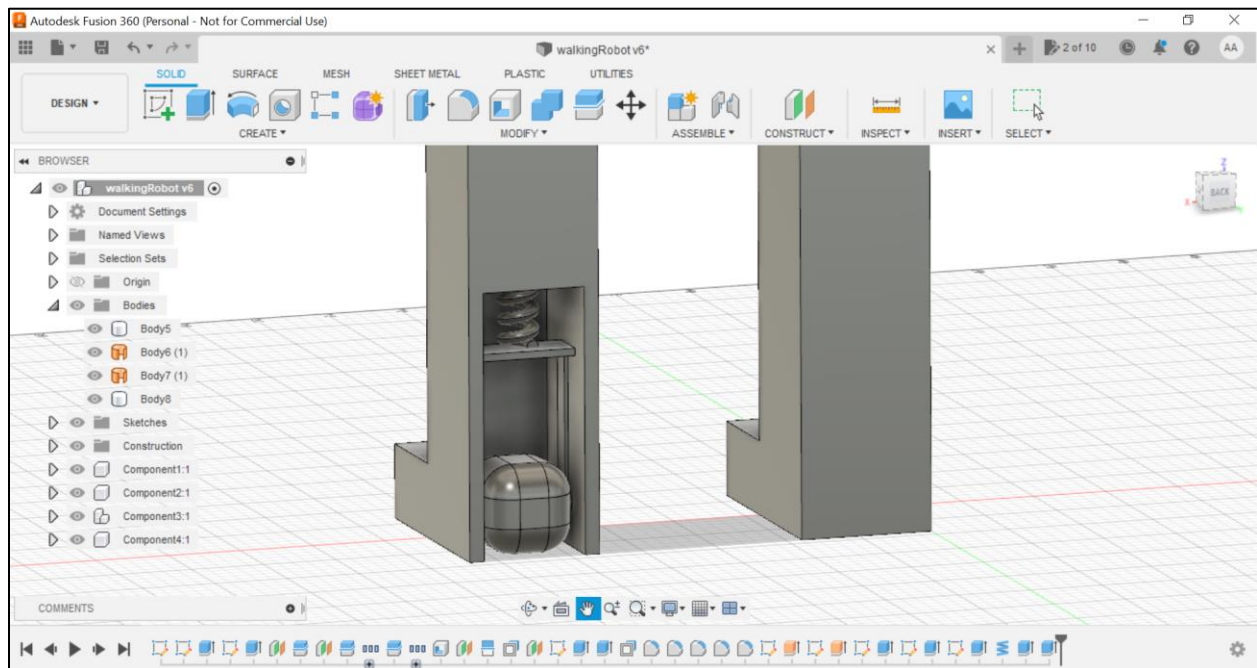 Autodesk Fusion 360 (Personal - Not for Commercial Use)
walkingRobot v6*
2 of 10
AA
DESIGN
SOLID
SURFACE
MESH
SHEET METAL
PLASTIC
UTILITIES
CREATE
MODIFY
ASSEMBLE
CONSTRUCT
INSPECT
INSERT
SELECT
BROWSER
walkingRobot v6
Document Settings
Named Views
Selection Sets
Origin
Bodies
Body5
Body6 (1)
Body7 (1)
Body8
Sketches
Construction
Component1:1
Component2:1
Component3:1
Component4:1
Z
BACK
X
COMMENTS